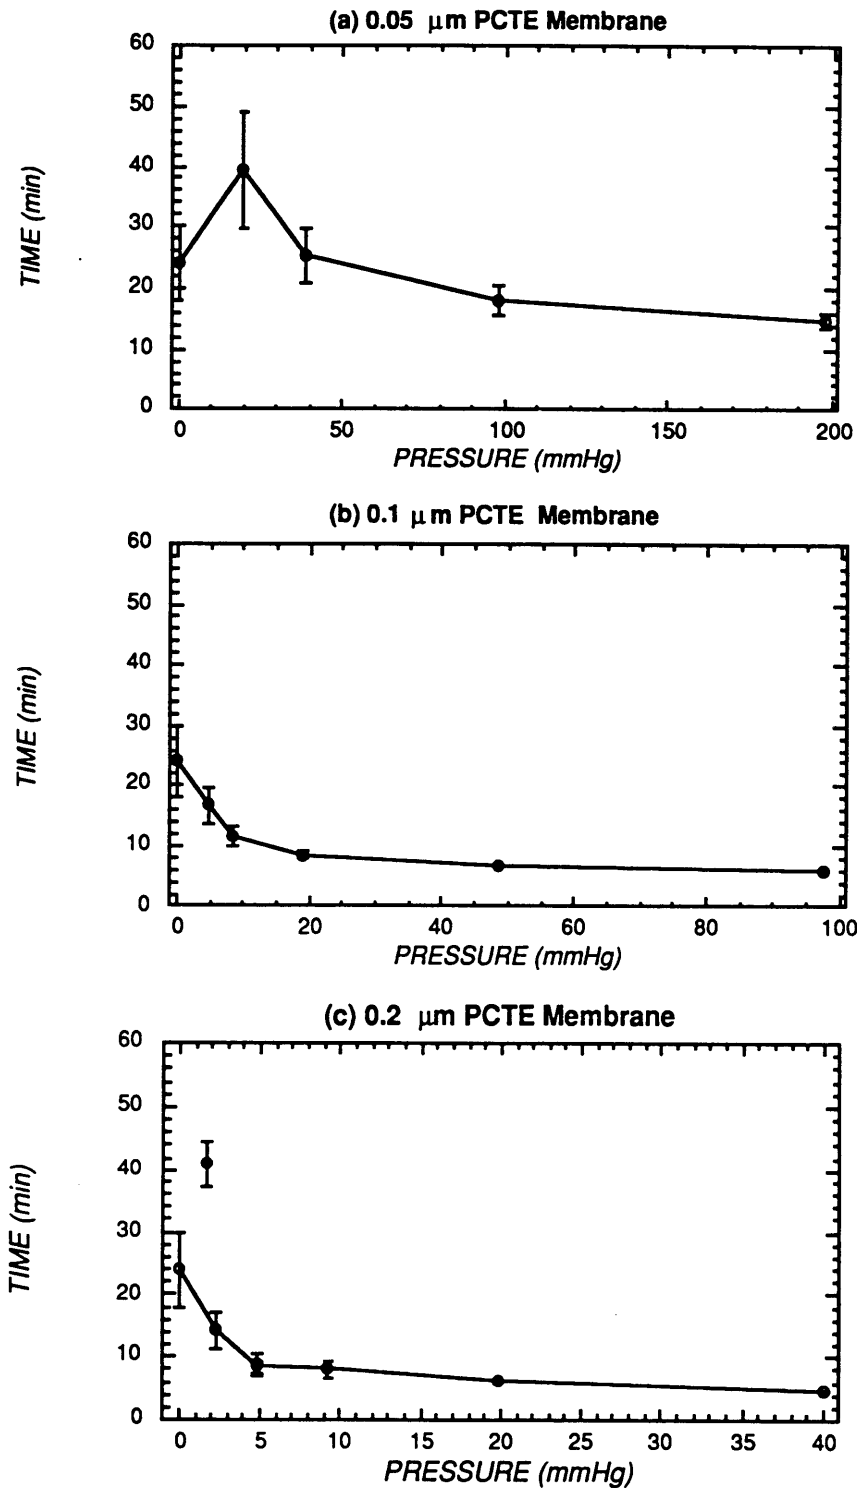 (a) 0.05 μm PCTE Membrane
60
50
40
30
20
10
0
TIME (min)
0 50 100 150 200
PRESSURE (mmHg)
(b) 0.1 μm PCTE Membrane
60
50
40
30
20
10
0
TIME (min)
0 20 40 60 80 100
PRESSURE (mmHg)
(c) 0.2 μm PCTE Membrane
60
50
40
30
20
10
0
TIME (min)
0 5 10 15 20 25 30 35 40
PRESSURE (mmHg)